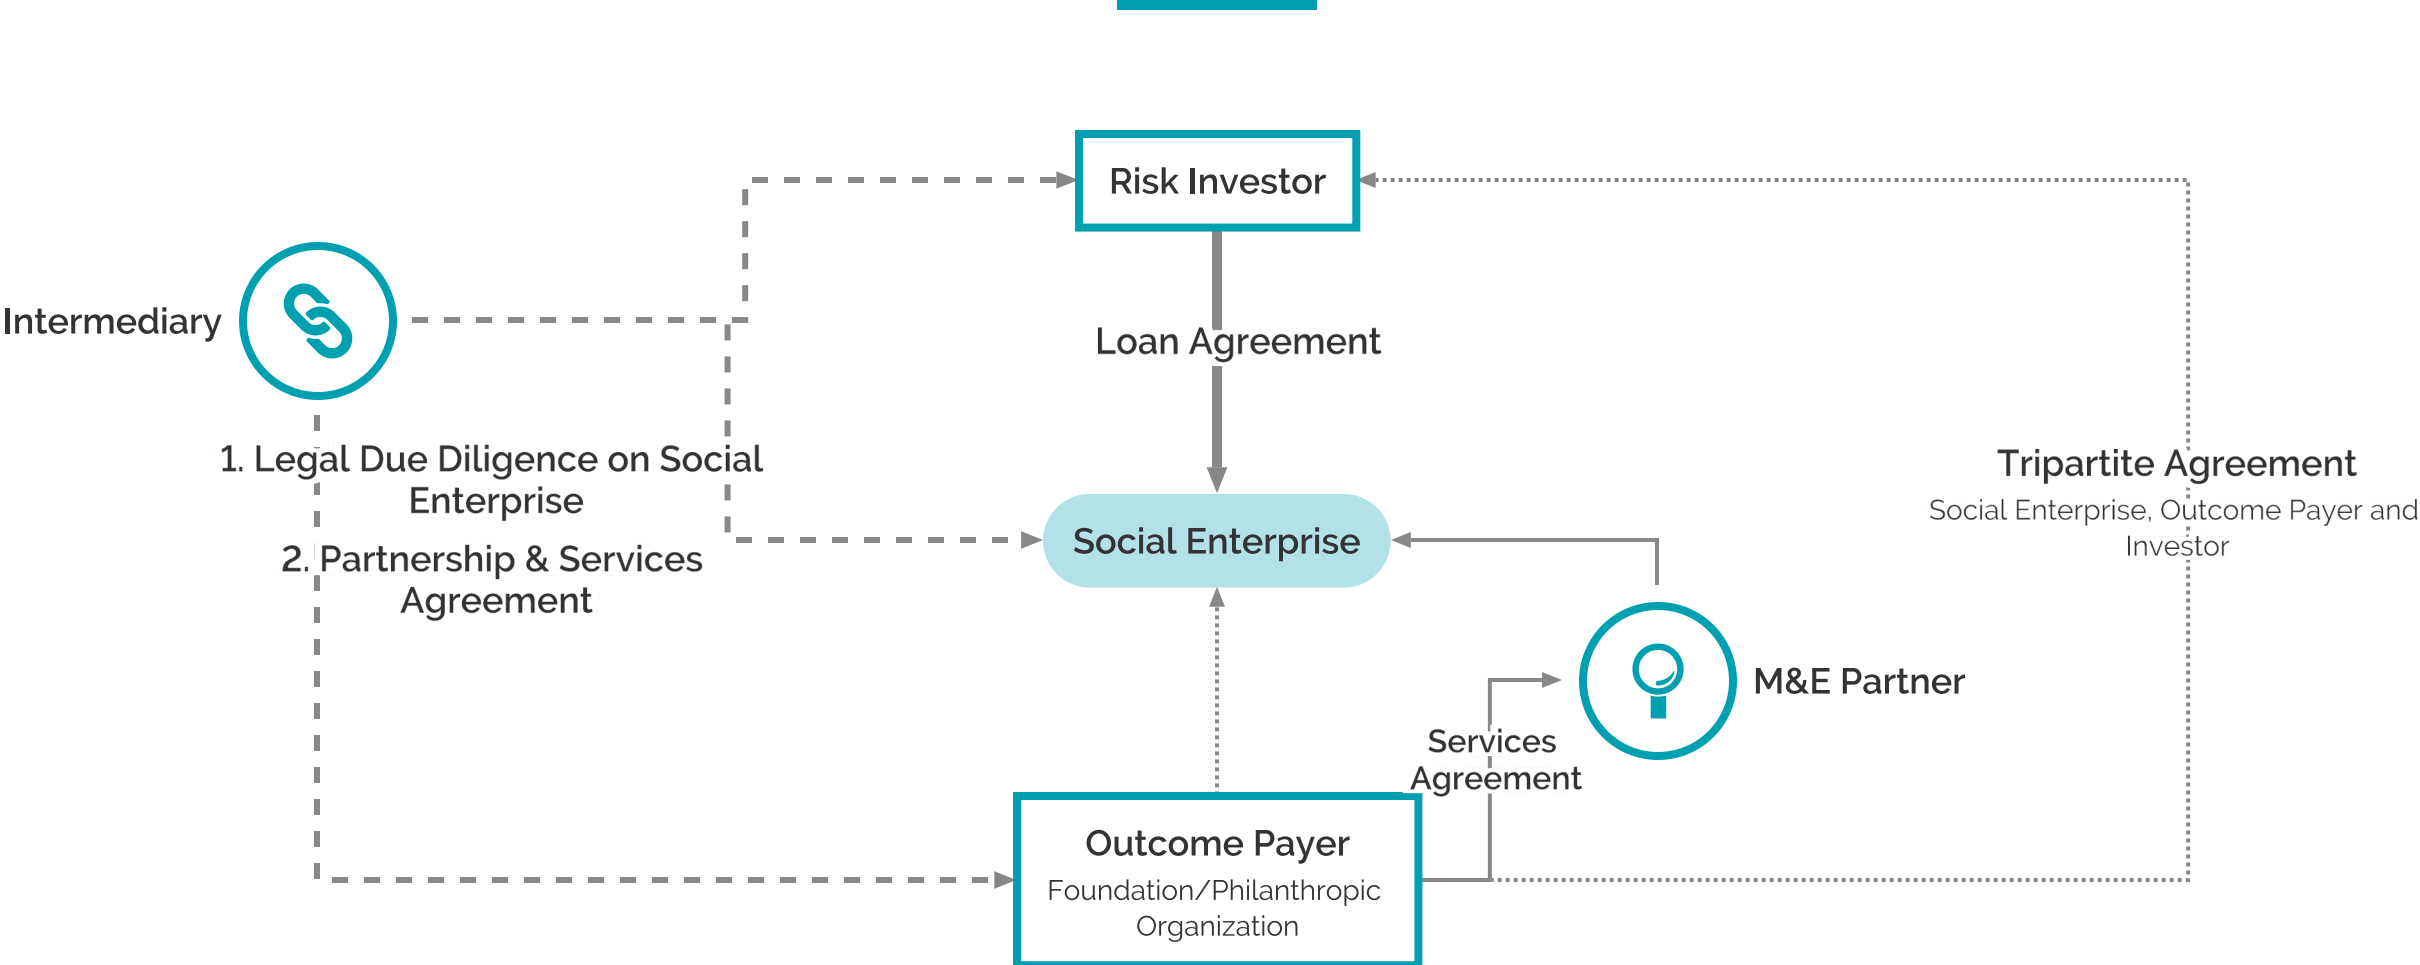 Risk Investor
Intermediary
Loan Agreement
1. Legal Due Diligence on Social
Enterprise
2. Partnership & Services
Agreement
Tripartite Agreement
Social Enterprise, Outcome Payer and
Investor
Social Enterprise
M&E Partner
Services
Agreement
Outcome Payer
Foundation/Philanthropic
Organization